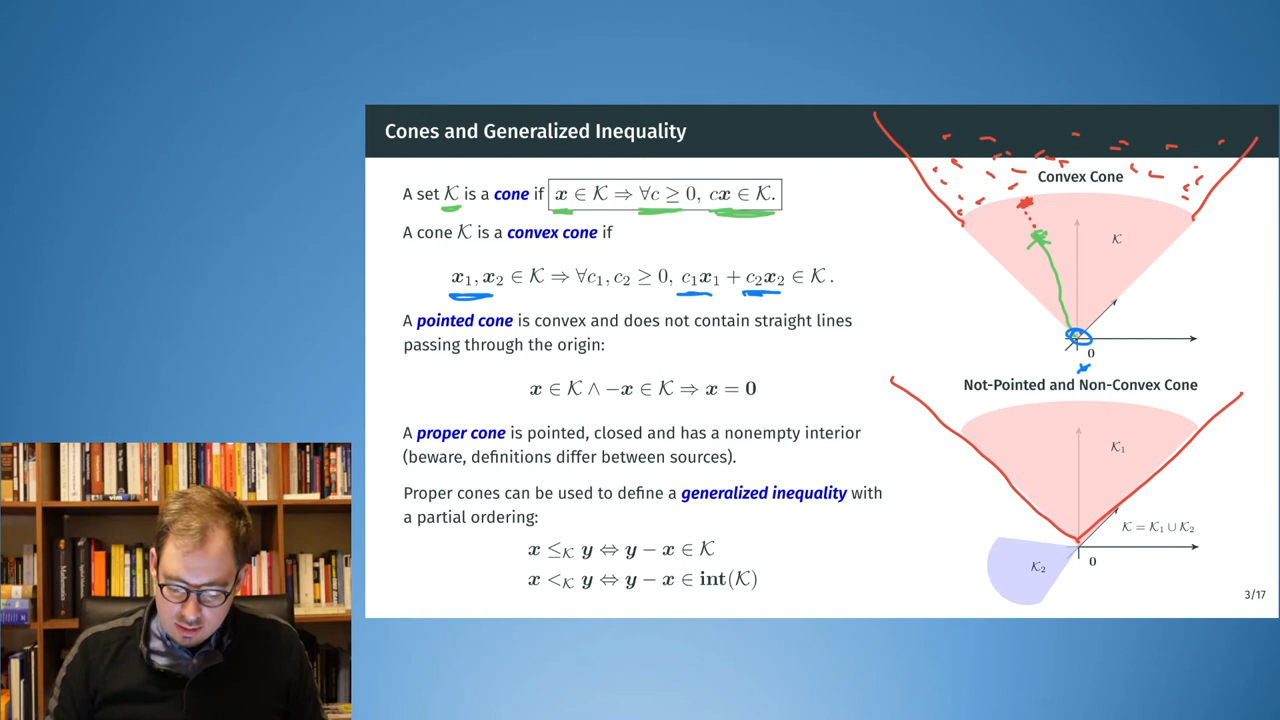 Cones and Generalized Inequality
A set 𝒦 is a cone if x ∈ 𝒦 ⇒ ∀c ≥ 0, cx ∈ 𝒦.
A cone 𝒦 is a convex cone if
x₁, x₂ ∈ 𝒦 ⇒ ∀c₁, c₂ ≥ 0, c₁x₁ + c₂x₂ ∈ 𝒦.
A pointed cone is convex and does not contain straight lines
passing through the origin:
x ∈ 𝒦 ∧ −x ∈ 𝒦 ⇒ x = 0
A proper cone is pointed, closed and has a nonempty interior
(beware, definitions differ between sources).
Proper cones can be used to define a generalized inequality with
a partial ordering:
x ≤𝒦 y ⇔ y − x ∈ 𝒦
x <𝒦 y ⇔ y − x ∈ int(𝒦)
Convex Cone
𝒦
0
Not-Pointed and Non-Convex Cone
𝒦₁
𝒦 = 𝒦₁ ∪ 𝒦₂
𝒦₂
0
3/17